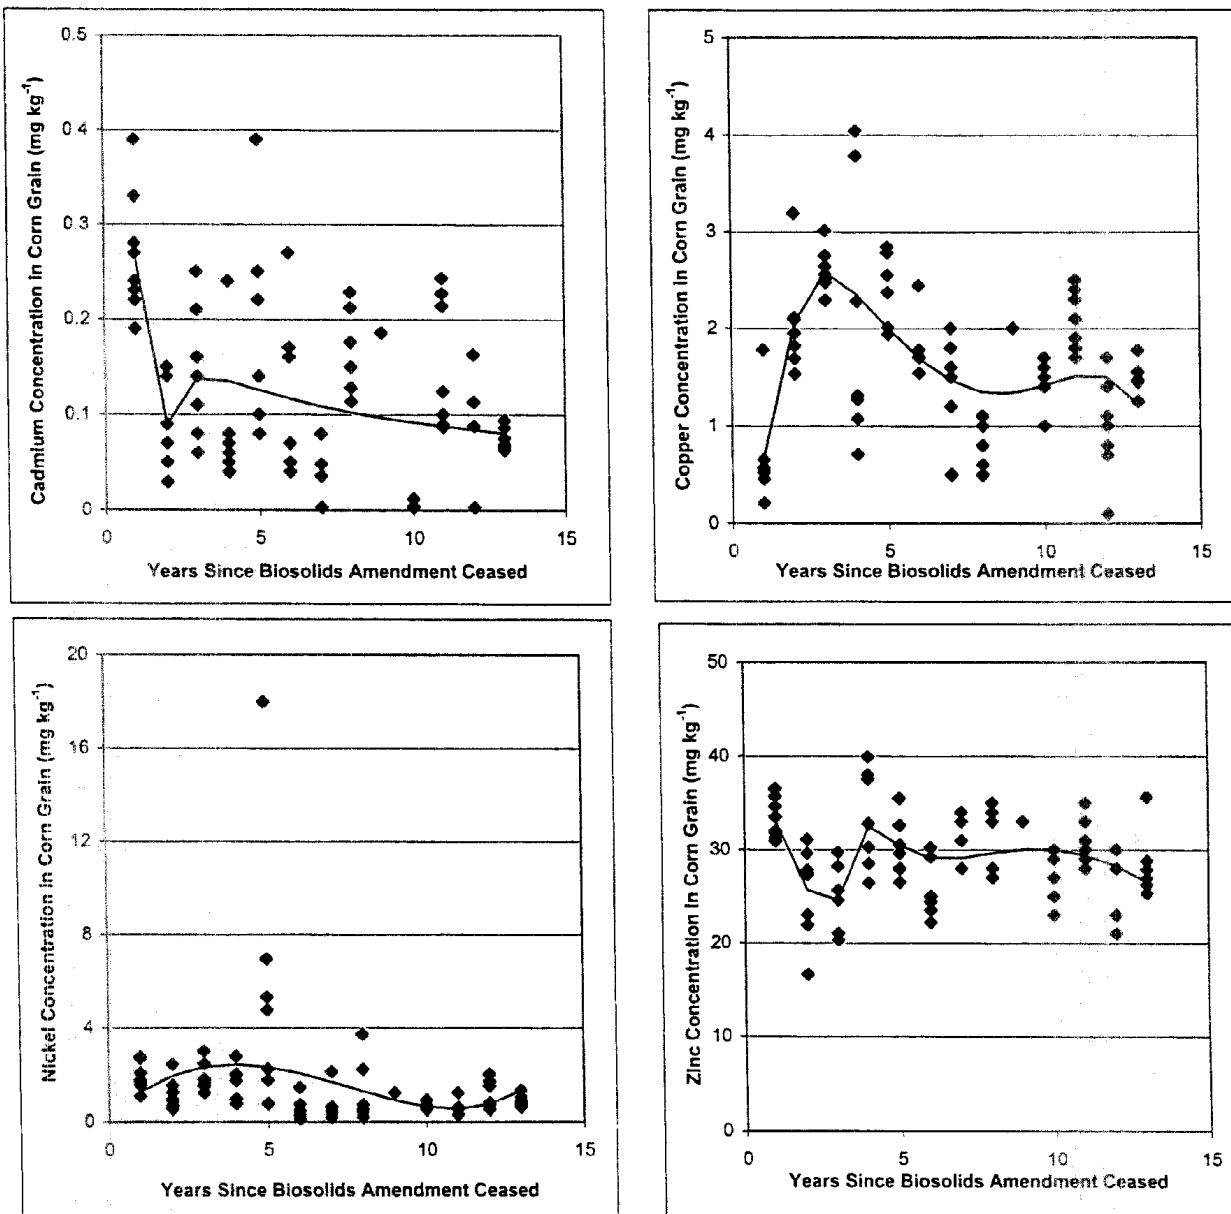 0.5
0.4
0.3
0.2
0.1
0
0 5 10 15
Cadmium Concentration In Corn Grain (mg kg-1)
Years Since Biosolids Amendment Ceased
5
4
3
2
1
0
0 5 10 15
Copper Concentration in Corn Grain (mg kg-1)
Years Since Biosolids Amendment Ceased
20
16
12
8
4
0
0 5 10 15
Nickel Concentration In Corn Grain (mg kg-1)
Years Since Biosolids Amendment Ceased
50
40
30
20
10
0
0 5 10 15
Zinc Concentration In Corn Grain (mg kg-1)
Years Since Biosolids Amendment Ceased